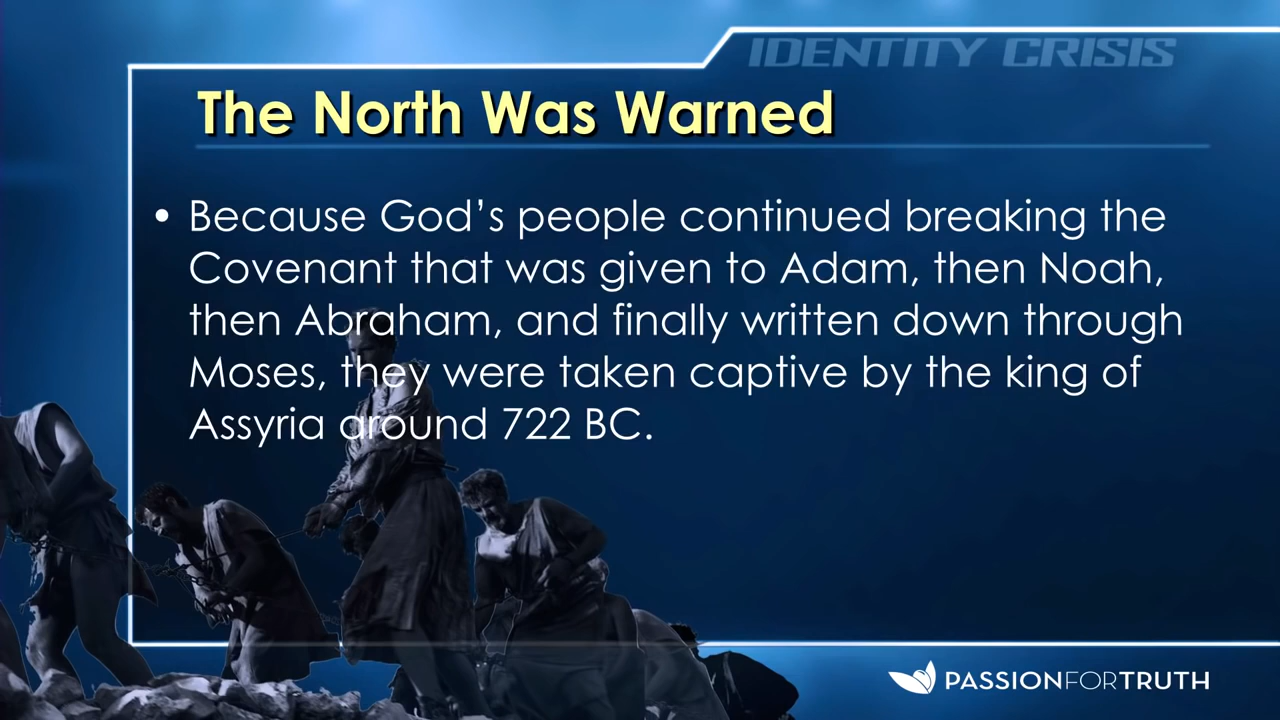 IDENTITY CRISIS
The North Was Warned
• Because God’s people continued breaking the
Covenant that was given to Adam, then Noah,
then Abraham, and finally written down through
Moses, they were taken captive by the king of
Assyria around 722 BC.
PASSIONFORTRUTH